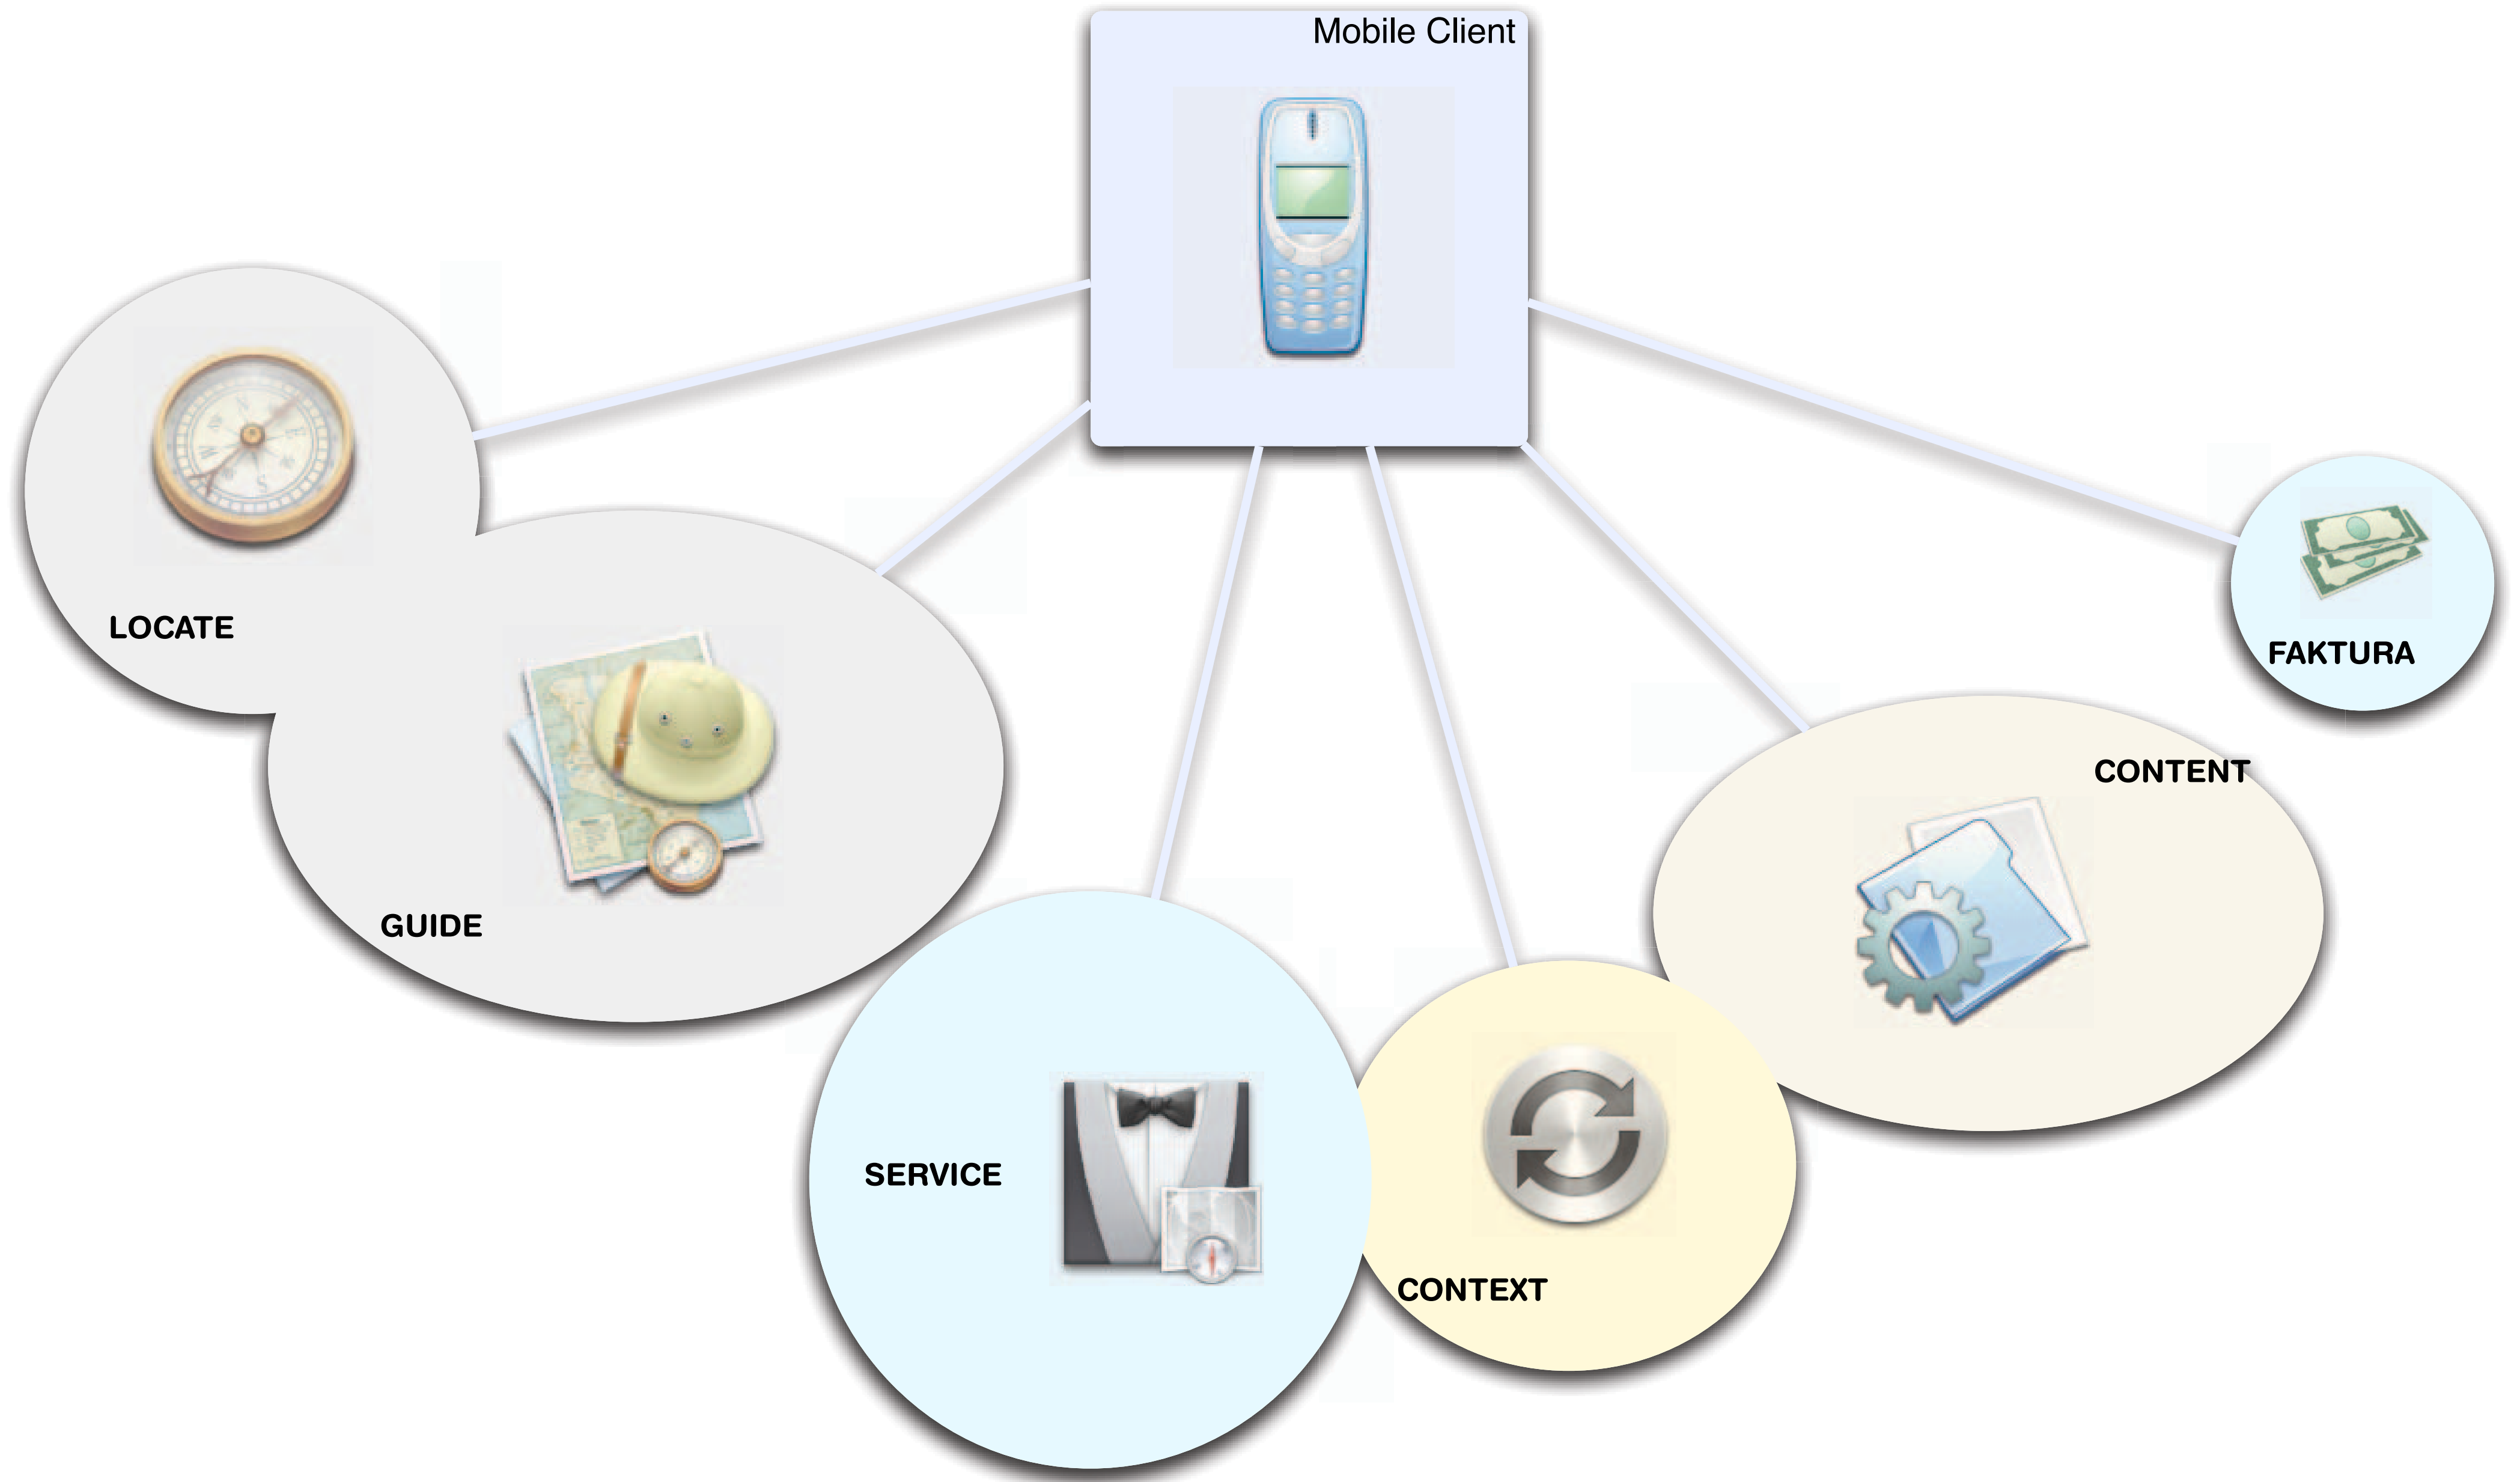 Mobile Client
LOCATE
FAKTURA
CONTENT
GUIDE
SERVICE
CONTEXT